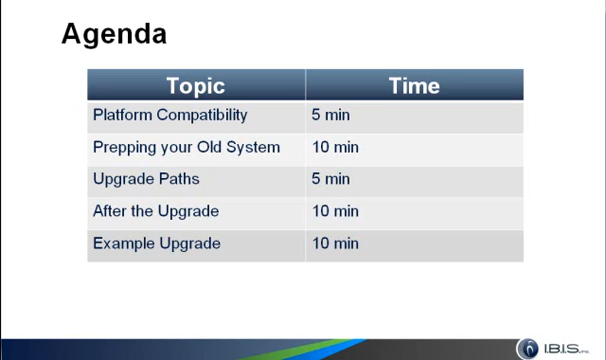 Agenda
Topic Time
Platform Compatibility 5 min
Prepping your Old System 10 min
Upgrade Paths 5 min
After the Upgrade 10 min
Example Upgrade 10 min
I.B.I.S.